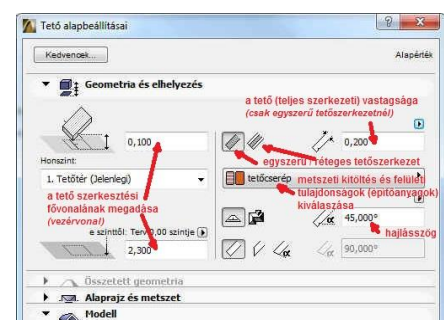 Tető alapbeállításai
Kedvencek...
Alapérték
Geometria és elhelyezés
a tető (teljes szerkezeti) vastagsága
(csak egyszerű tetőszerkezetnél)
0,100
0,200
egyszerű / réteges tetőszerkezet
Honszint:
1. Tetőtér (Jelenlegi)
tetőcserép
metszeti kitöltés és felületi
tulajdonságok (építőanyagok)
kiválaszása
a tető szerkesztési
fővonalának megadása
(vezérvonal)
e szinttől: Terv 0,00 szintje
45,000°
hajlásszög
2,300
90,000°
Összetett geometria
Alaprajz és metszet
Modell